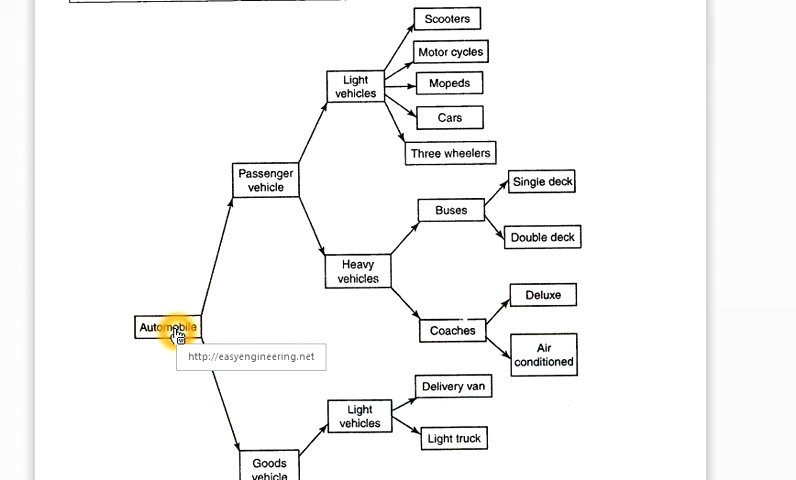 Scooters
Motor cycles
Mopeds
Cars
Three wheelers
Light
vehicles
Passenger
vehicle
Heavy
vehicles
Buses
Single deck
Double deck
Coaches
Deluxe
Air
conditioned
Automobile
http://easyengineering.net
Light
vehicles
Delivery van
Light truck
Goods
vehicle